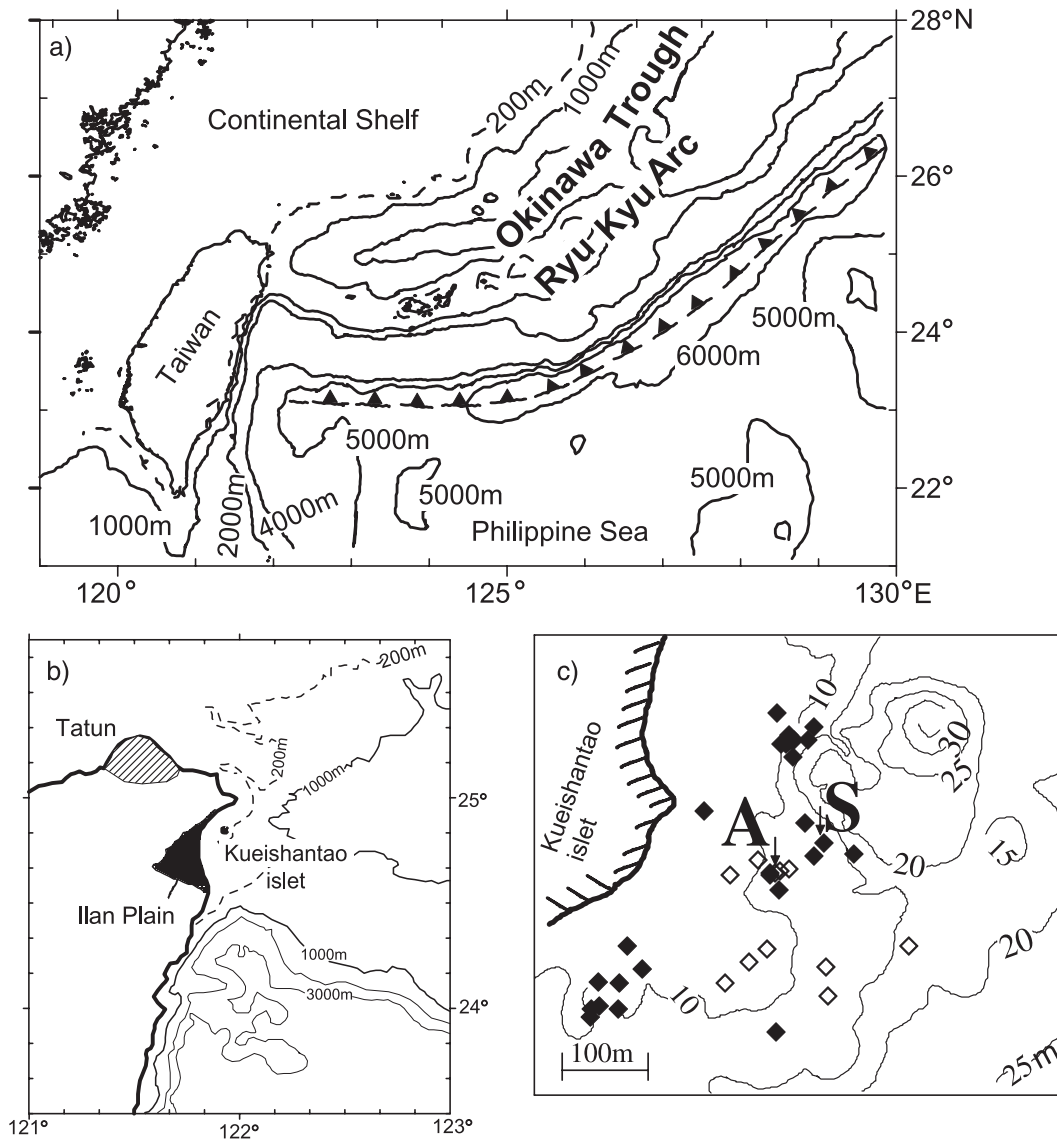 a)
28°N
Continental Shelf
200m
1000m
Okinawa Trough
Ryu Kyu Arc
26°
Taiwan
5000m
24°
6000m
5000m
5000m
5000m
22°
1000m
2000m
4000m
Philippine Sea
120°
125°
130°E
b)
200m
Tatun
200m
1000m
25°
Kueishantao
islet
Ilan Plain
1000m
3000m
24°
121°
122°
123°
c)
10
30
25
Kueishantao
islet
A
S
15
20
20
10
100m
25m